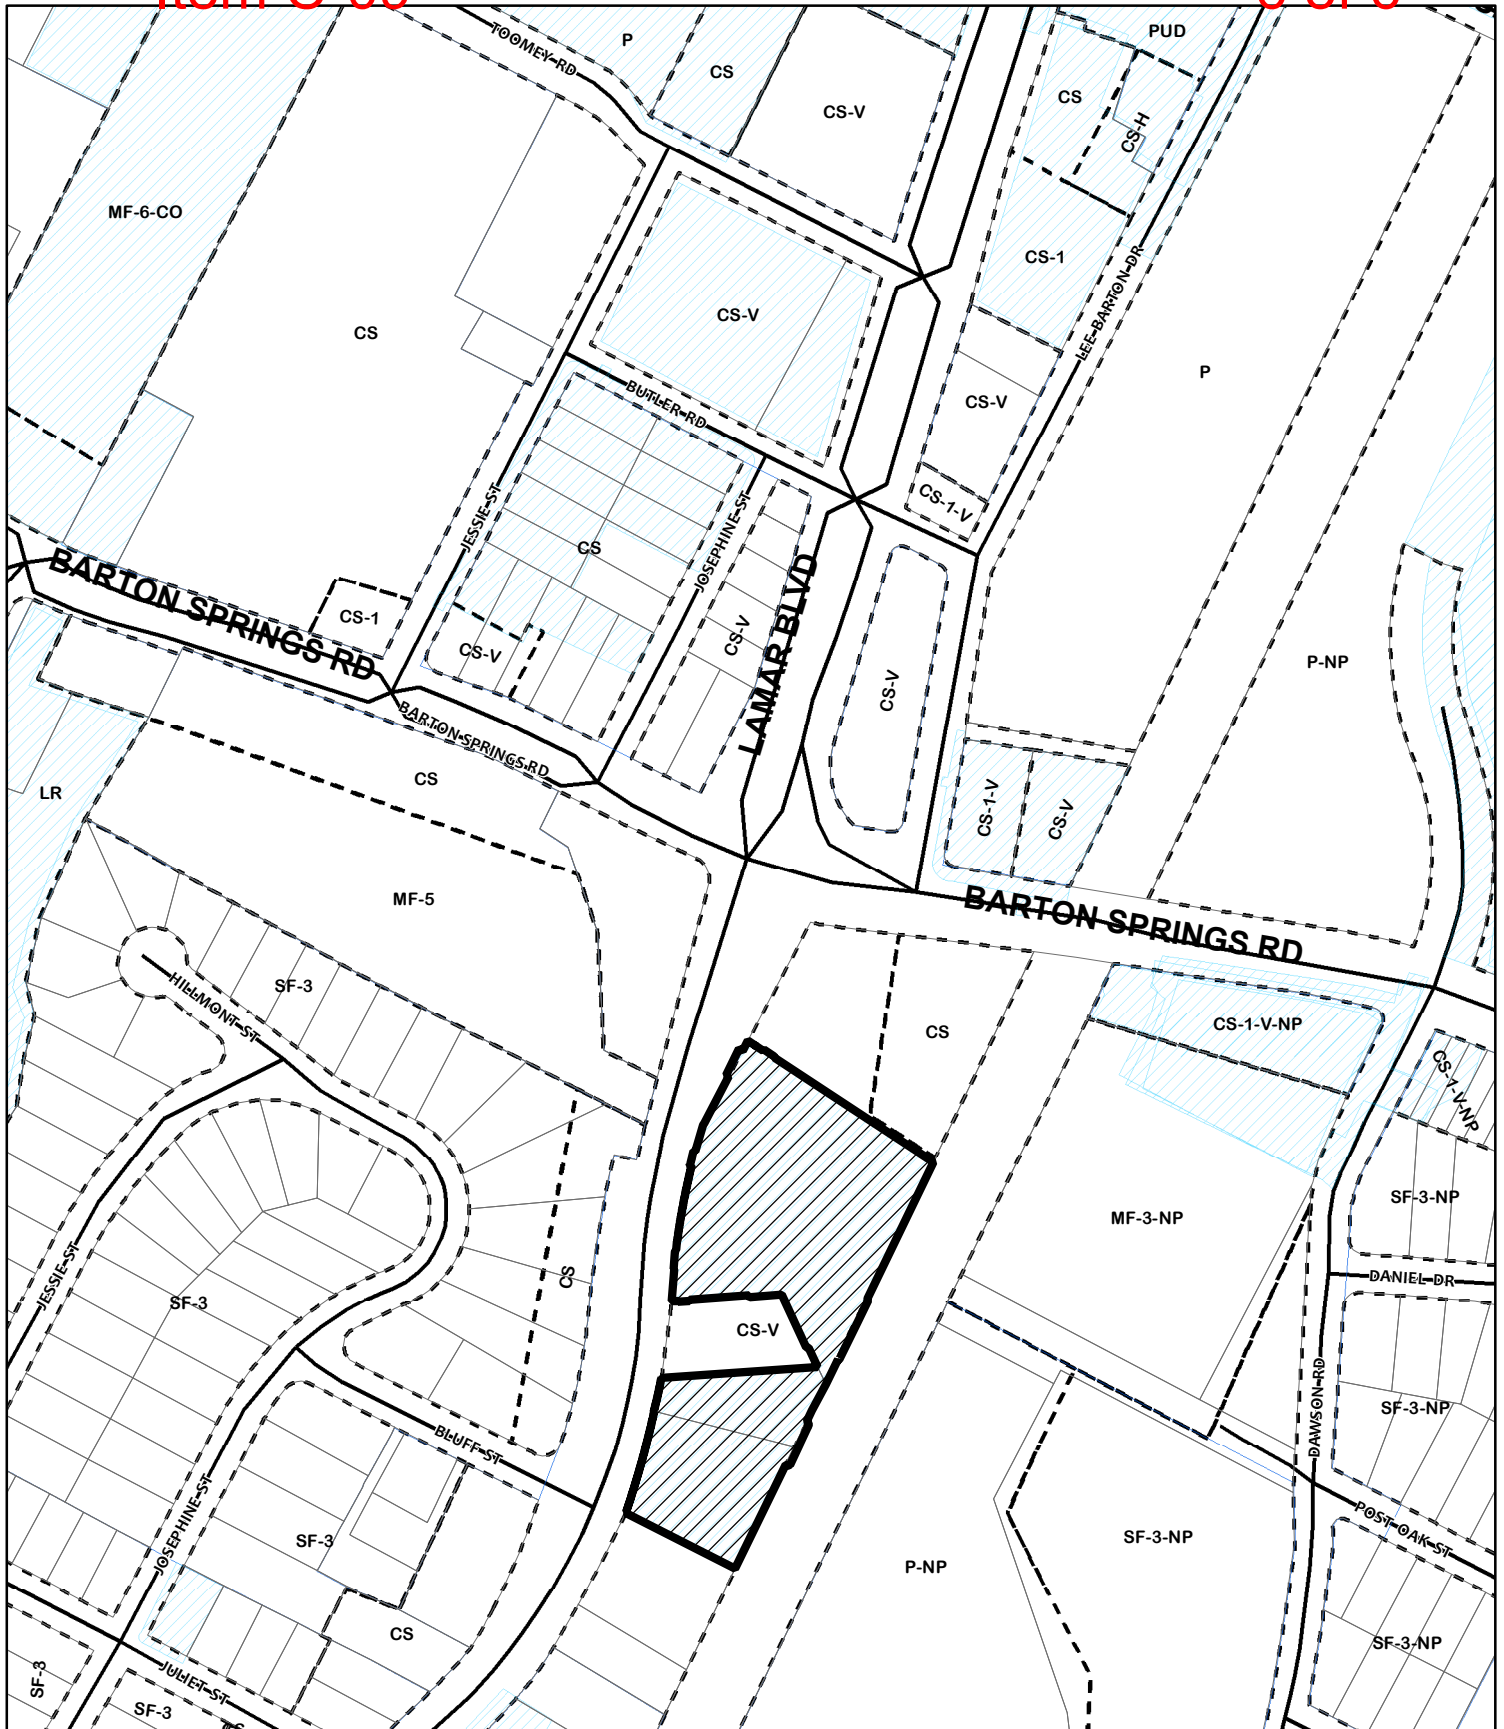 PUD
TOOMEY RD
P
CS
CS
CS-V
CS-H
MF-6-CO
CS-1
LEE BARTON DR
CS-V
CS
P
BUTLER RD
CS-V
CS-1-V
JESSIE ST
JOSEPHINE ST
CS
BARTON SPRINGS RD
CS-1
CS-V
CS-V
LAMAR BLVD
CS-V
P-NP
BARTON SPRINGS RD
CS
LR
CS-1-V
CS-V
MF-5
BARTON SPRINGS RD
SF-3
HILLMONT ST
CS
CS-1-V-NP
CS-1-V-NP
SF-3-NP
MF-3-NP
JESSIE ST
CS
DANIEL DR
SF-3
CS-V
DAWSON RD
SF-3-NP
BLUFF ST
JOSEPHINE ST
SF-3
POST OAK ST
SF-3-NP
P-NP
CS
SF-3-NP
SF-3
JULIET ST
SF-3